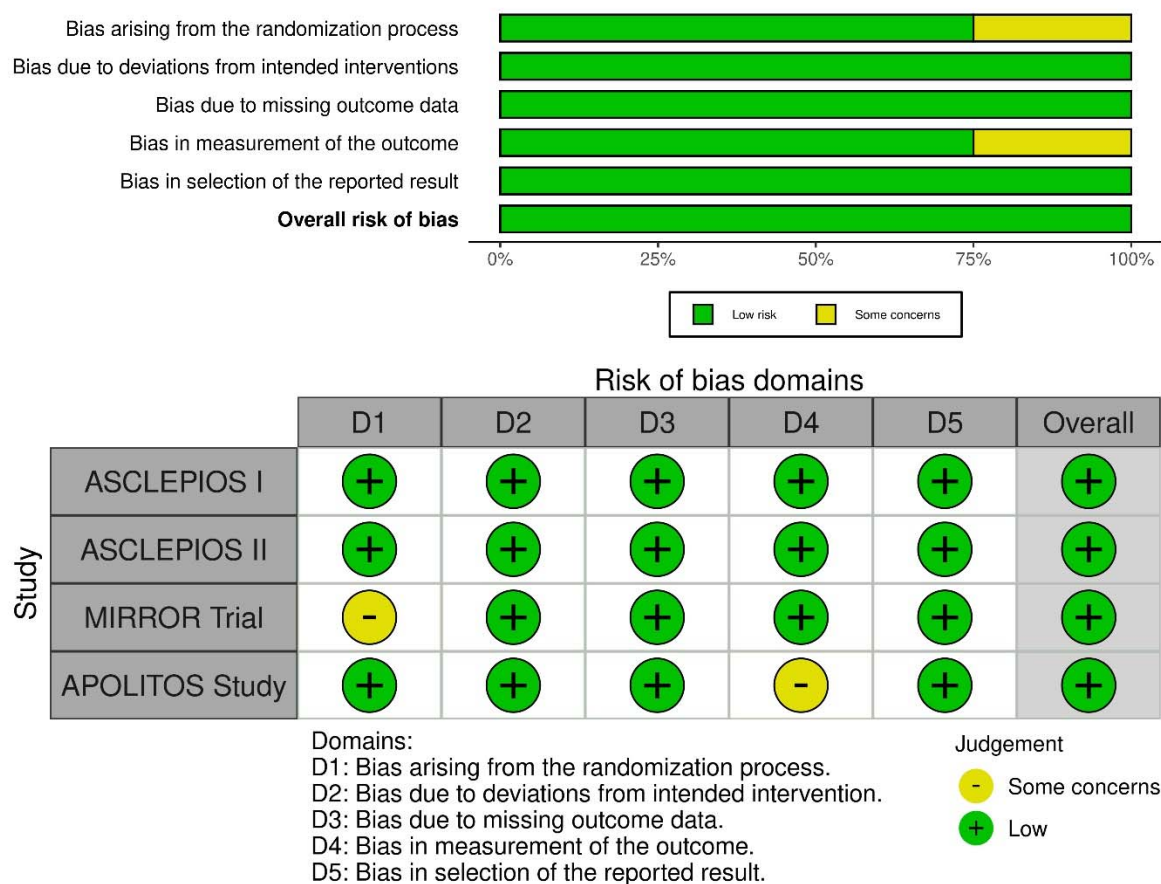 Bias arising from the randomization process
Bias due to deviations from intended interventions
Bias due to missing outcome data
Bias in measurement of the outcome
Bias in selection of the reported result
Overall risk of bias
0% 25% 50% 75% 100%
Low risk Some concerns
Risk of bias domains
D1 D2 D3 D4 D5 Overall
Study
ASCLEPIOS I + + + + + +
ASCLEPIOS II + + + + + +
MIRROR Trial - + + + + +
APOLITOS Study + + + - + +
Domains:
D1: Bias arising from the randomization process.
D2: Bias due to deviations from intended intervention.
D3: Bias due to missing outcome data.
D4: Bias in measurement of the outcome.
D5: Bias in selection of the reported result.
Judgement
- Some concerns
+ Low